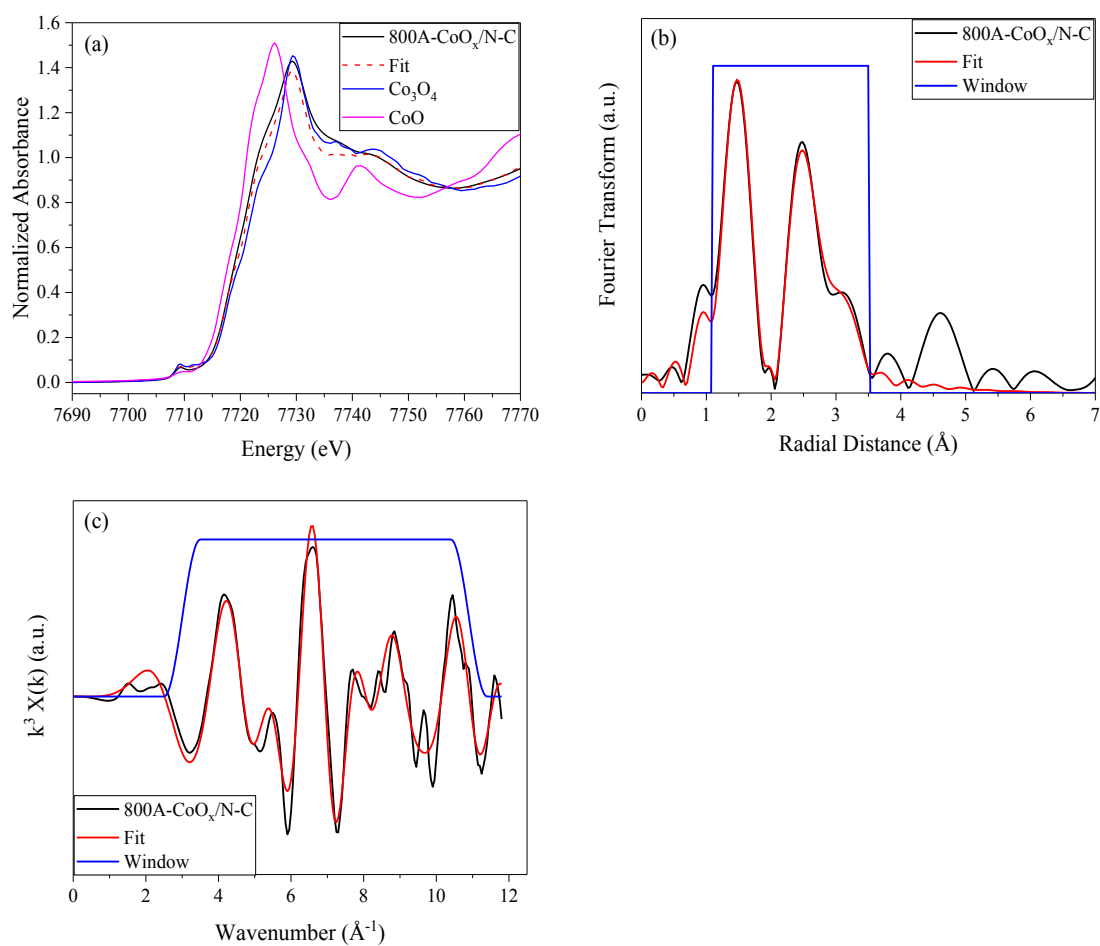 (a)
800A-CoOₓ/N-C
Fit
Co₃O₄
CoO
1.6
1.4
1.2
1.0
0.8
0.6
0.4
0.2
0.0
Normalized Absorbance
7690 7700 7710 7720 7730 7740 7750 7760 7770
Energy (eV)
(b)
800A-CoOₓ/N-C
Fit
Window
Fourier Transform (a.u.)
0 1 2 3 4 5 6 7
Radial Distance (Å)
(c)
k³ X(k) (a.u.)
800A-CoOₓ/N-C
Fit
Window
0 2 4 6 8 10 12
Wavenumber (Å⁻¹)